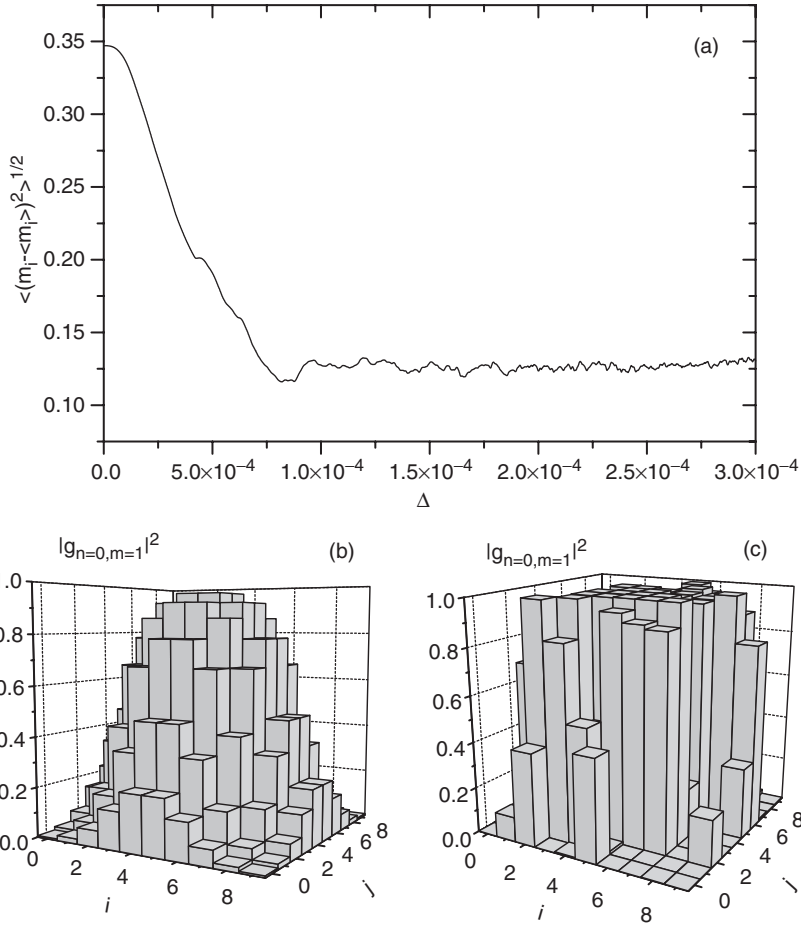 0.35
(a)
0.30
0.25
0.20
0.15
0.10
<(m_i-<m_i>)^2>^1/2
0.0 5.0×10^−4 1.0×10^−4 1.5×10^−4 2.0×10^−4 2.5×10^−4 3.0×10^−4
Δ
|g_n=0,m=1|^2 (b)
.0
0.8
0.6
0.4
0.2
0.0
0 2 4 6 8
i
0 2 4 6 8
j
|g_n=0,m=1|^2 (c)
1.0
0.8
0.6
0.4
0.2
0.0
0 2 4 6 8
i
0 2 4 6 8
j